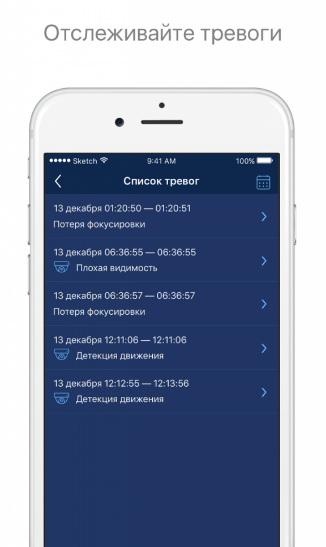 Отслеживайте тревоги
Sketch 9:41 AM 100%
Список тревог
13 декабря 01:20:50 — 01:20:51
Потеря фокусировки
13 декабря 06:36:55 — 06:36:55
Плохая видимость
13 декабря 06:36:57 — 06:36:57
Потеря фокусировки
13 декабря 12:11:06 — 12:11:06
Детекция движения
13 декабря 12:12:55 — 12:13:56
Детекция движения